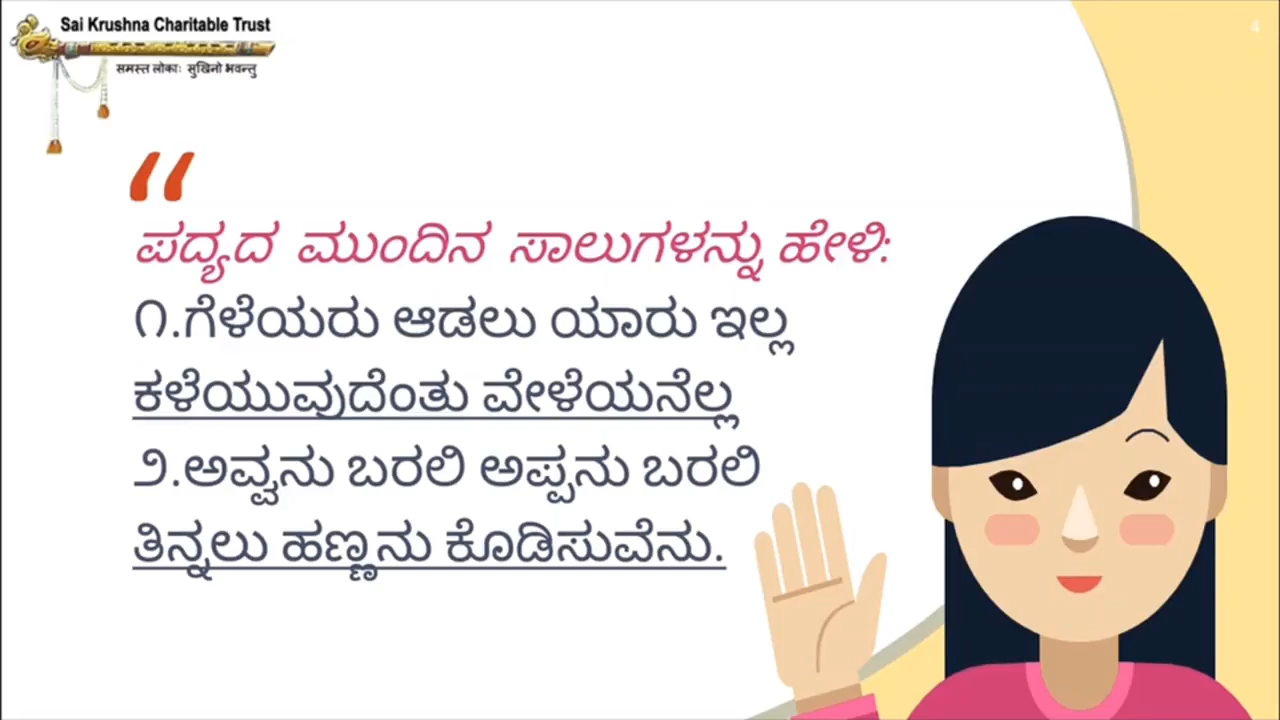 Sai Krushna Charitable Trust
समस्त लोकाः सुखिनो भवन्तु
4
“
ಪದ್ಯದ ಮುಂದಿನ ಸಾಲುಗಳನ್ನು ಹೇಳಿ:
೧.ಗೆಳೆಯರು ಆಡಲು ಯಾರು ಇಲ್ಲ
ಕಳೆಯುವುದೆಂತು ವೇಳೆಯನೆಲ್ಲ
೨.ಅವ್ವನು ಬರಲಿ ಅಪ್ಪನು ಬರಲಿ
ತಿನ್ನಲು ಹಣ್ಣನು ಕೊಡಿಸುವೆನು.